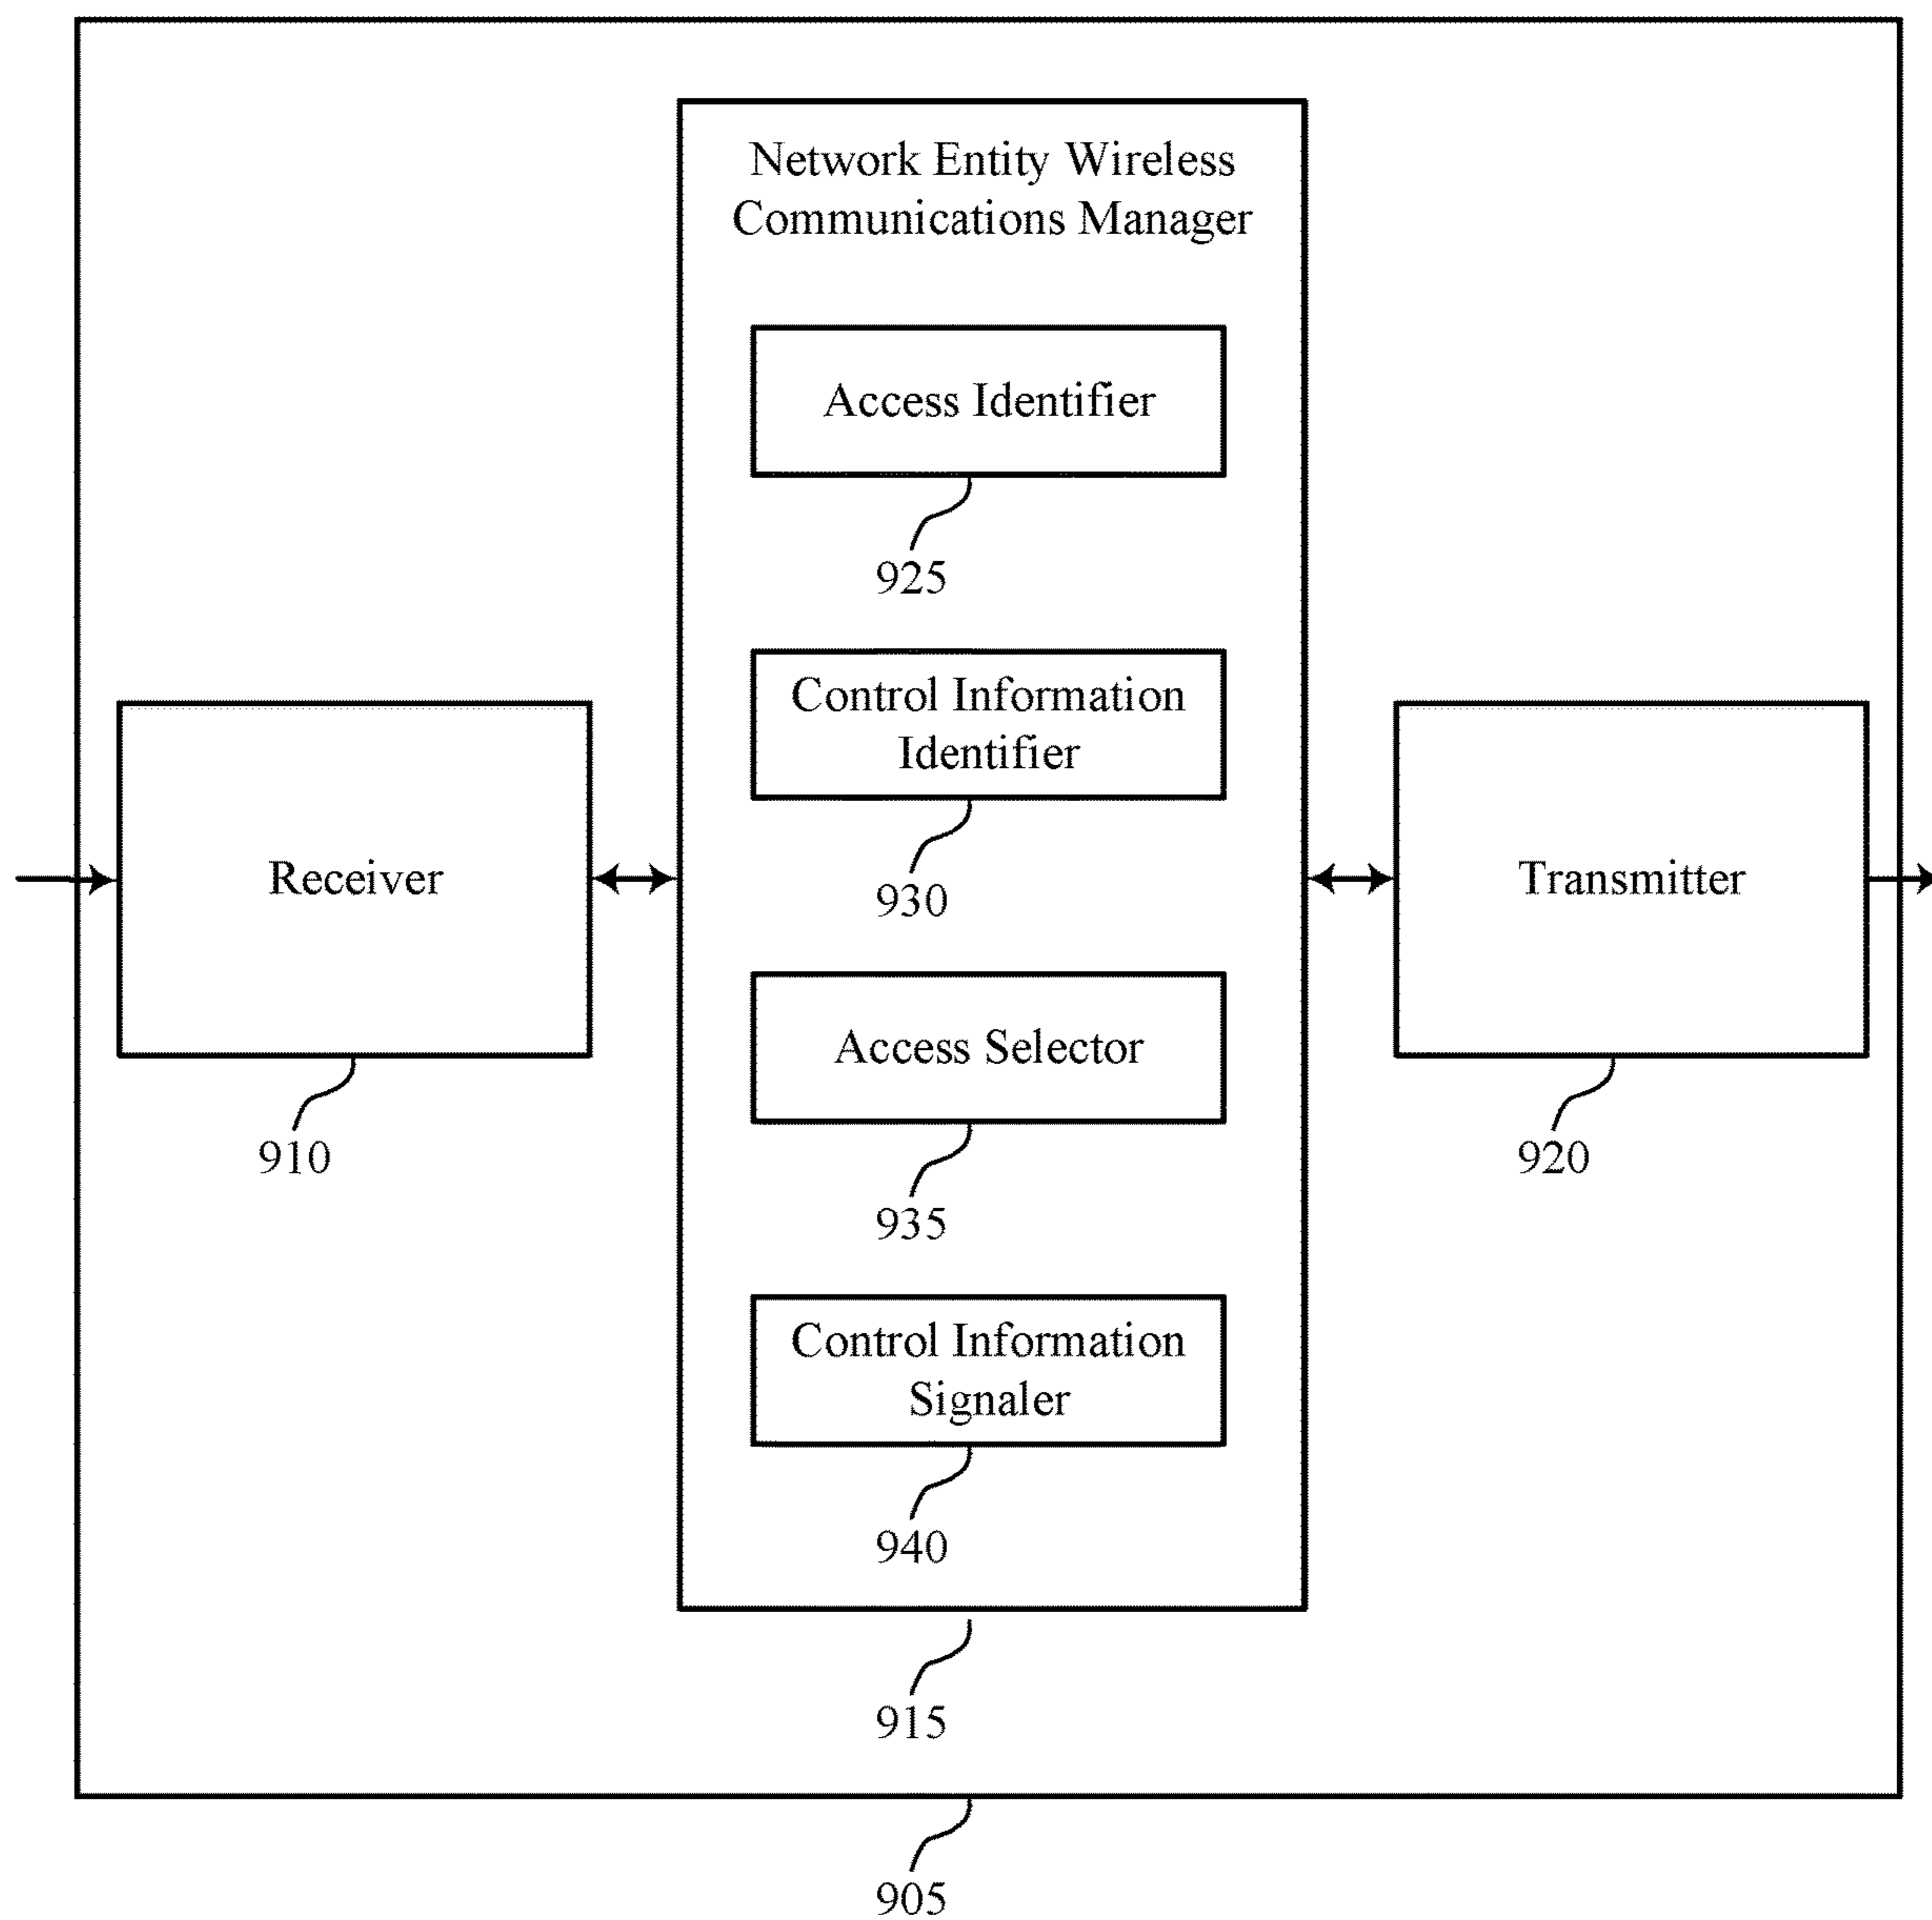 Network Entity Wireless
Communications Manager
Access Identifier
925
Control Information
Identifier
930
Receiver
910
Access Selector
935
Transmitter
920
Control Information
Signaler
940
915
905